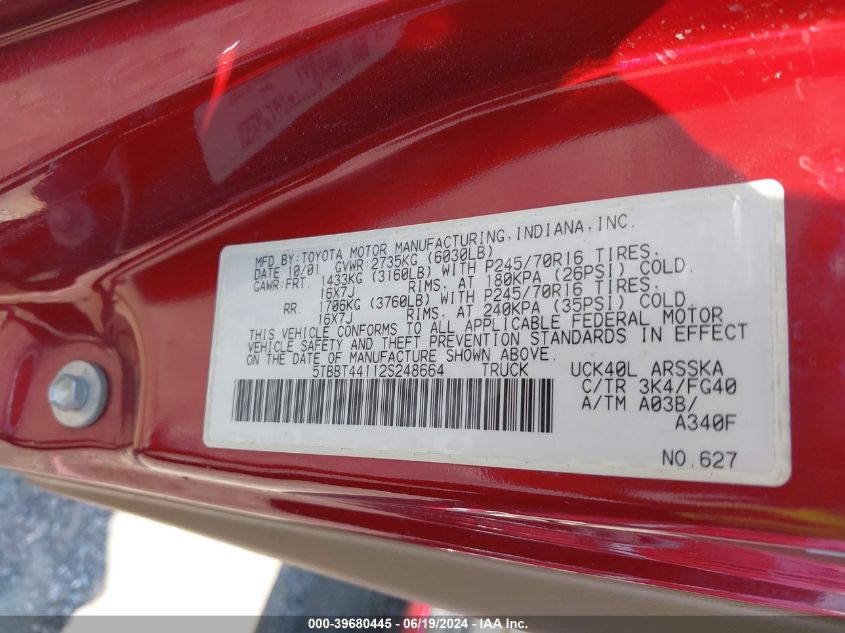 MFD.BY:TOYOTA MOTOR MANUFACTURING,INDIANA,INC.
DATE 10/01 GVWR:2735KG (6030LB)
GAWR:FRT. 1433KG (3160LB) WITH P245/70R16 TIRES,
16X7J RIMS, AT 180KPA (26PSI) COLD.
RR. 1706KG (3760LB) WITH P245/70R16 TIRES,
16X7J RIMS, AT 240KPA (35PSI) COLD.
THIS VEHICLE CONFORMS TO ALL APPLICABLE FEDERAL MOTOR
VEHICLE SAFETY AND THEFT PREVENTION STANDARDS IN EFFECT
ON THE DATE OF MANUFACTURE SHOWN ABOVE.
5TBBT44112S248664 TRUCK UCK40L ARSSKA
C/TR 3K4/FG40
A/TM A03B/
A340F
NO.627
000-39680445 - 06/19/2024 - IAA Inc.